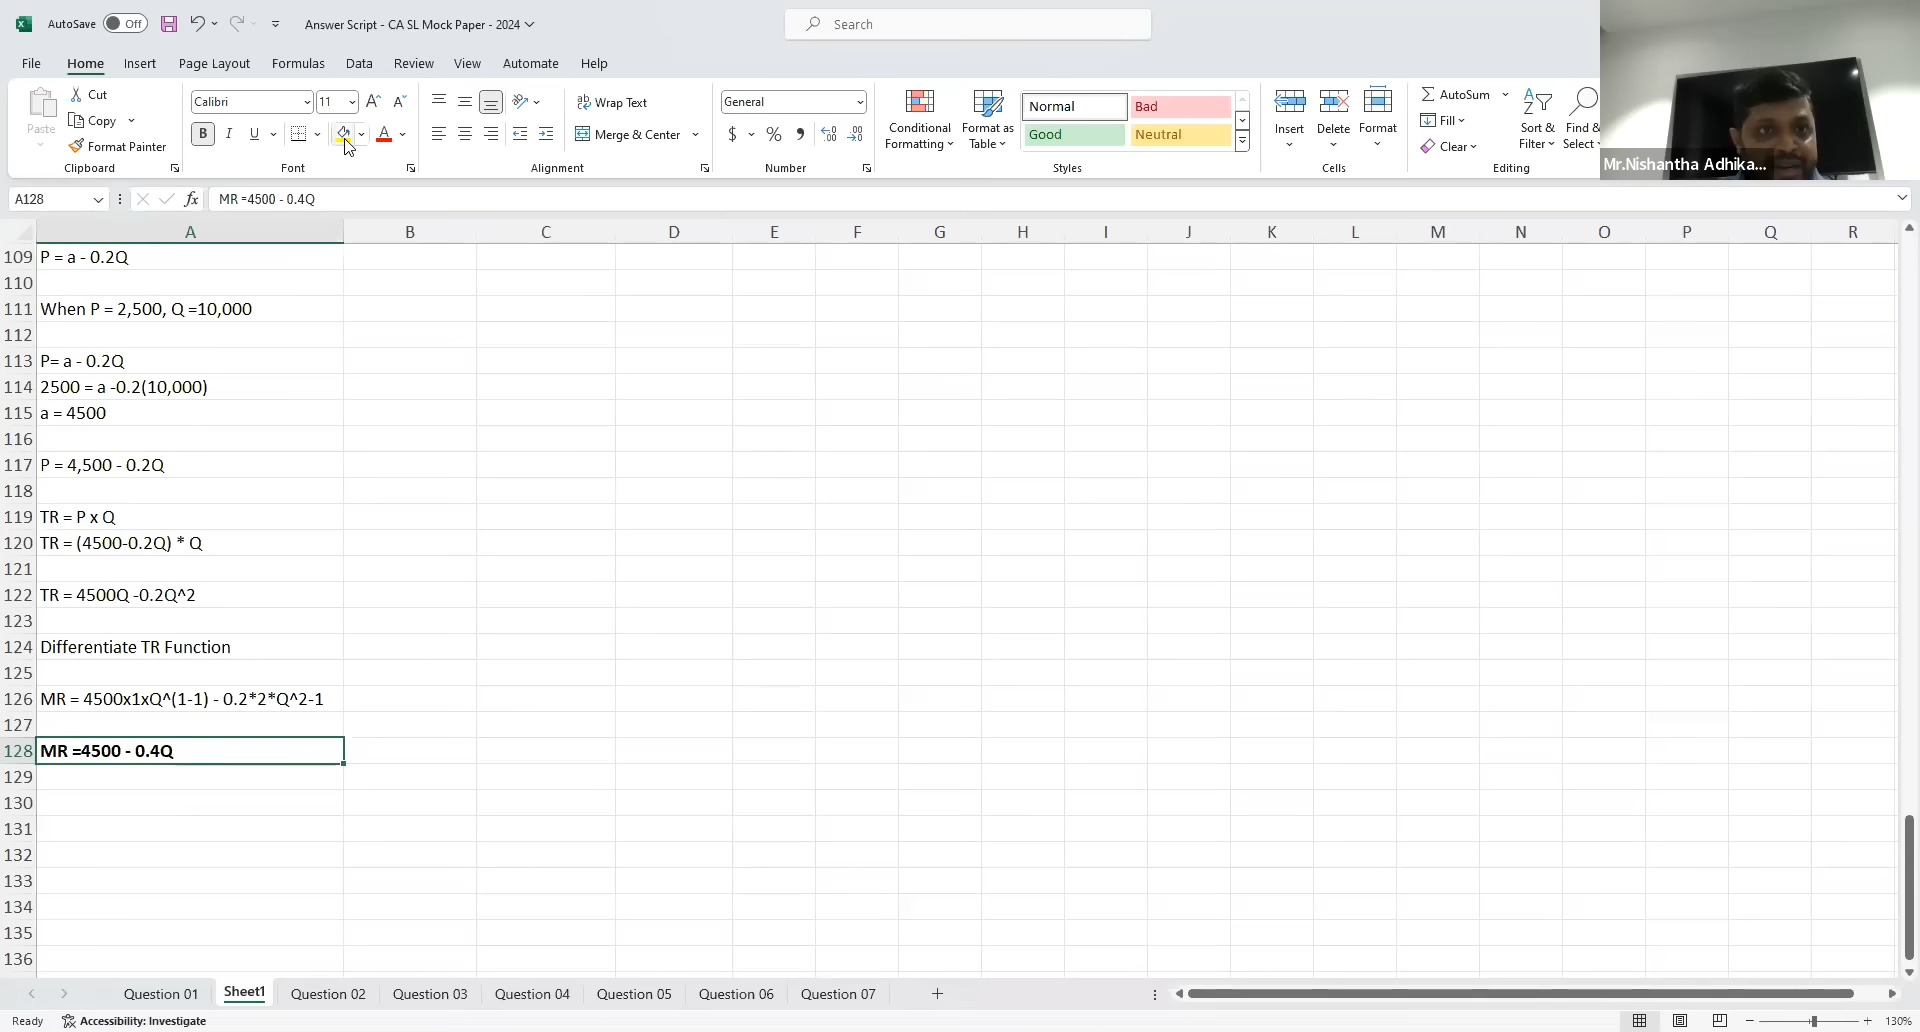 AutoSave Off Answer Script - CA SL Mock Paper - 2024 Search
File Home Insert Page Layout Formulas Data Review View Automate Help
Paste Cut Copy Format Painter Clipboard
Calibri 11 A A B I U A Font
ab Wrap Text Merge & Center Alignment
General $ % , Number
Conditional Formatting Format as Table Normal Bad Good Neutral Styles
Insert Delete Format Cells
AutoSum Fill Clear Sort & Filter Find & Select Editing
Mr.Nishantha Adhika...
A128 fx MR =4500 - 0.4Q
A B C D E F G H I J K L M N O P Q R
109 P = a - 0.2Q
110
111 When P = 2,500, Q =10,000
112
113 P= a - 0.2Q
114 2500 = a -0.2(10,000)
115 a = 4500
116
117 P = 4,500 - 0.2Q
118
119 TR = P x Q
120 TR = (4500-0.2Q) * Q
121
122 TR = 4500Q -0.2Q^2
123
124 Differentiate TR Function
125
126 MR = 4500x1xQ^(1-1) - 0.2*2*Q^2-1
127
128 MR =4500 - 0.4Q
129
130
131
132
133
134
135
136
Question 01 Sheet1 Question 02 Question 03 Question 04 Question 05 Question 06 Question 07
Ready Accessibility: Investigate 130%